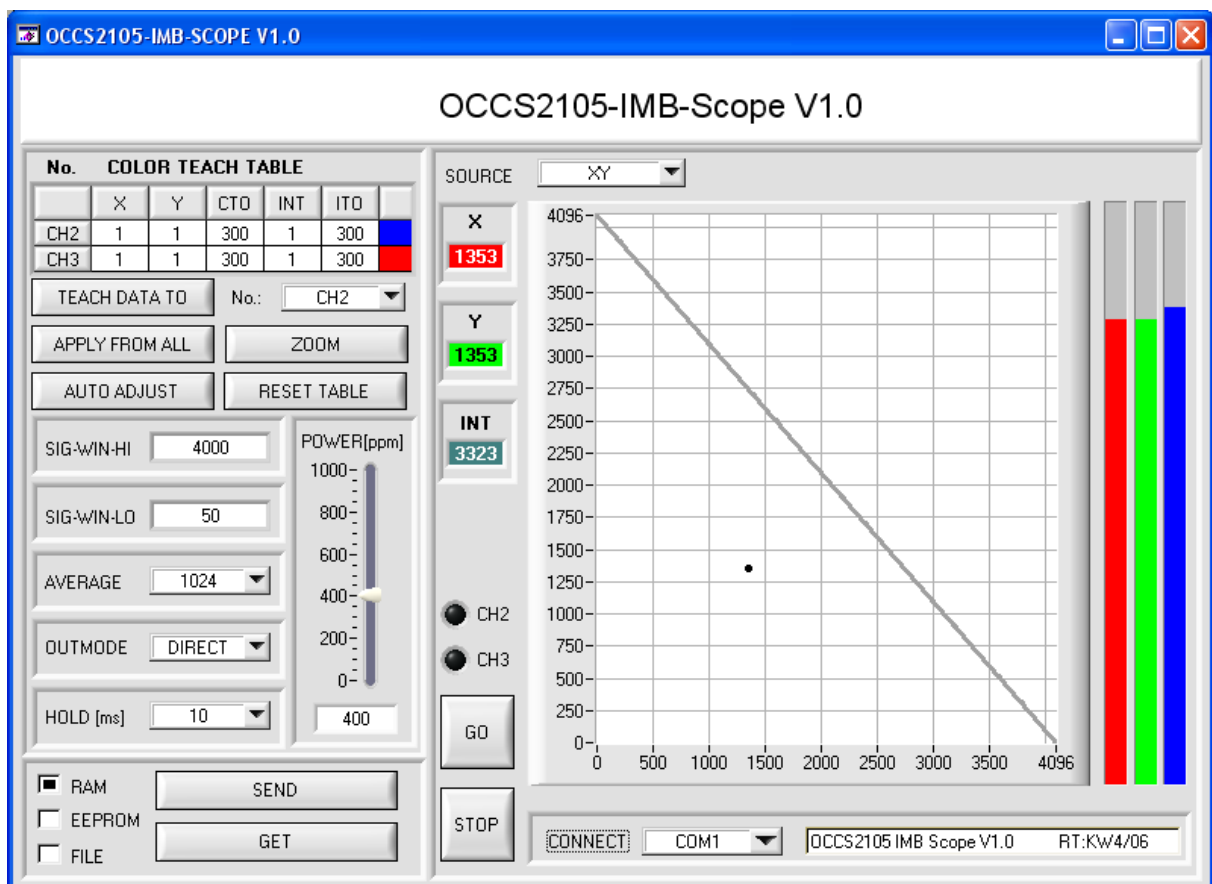 OCCS2105-IMB-SCOPE V1.0
OCCS2105-IMB-Scope V1.0
No. COLOR TEACH TABLE
X Y CTO INT ITO
CH2 1 1 300 1 300
CH3 1 1 300 1 300
TEACH DATA TO No.: CH2
APPLY FROM ALL ZOOM
AUTO ADJUST RESET TABLE
SIG-WIN-HI 4000
SIG-WIN-LO 50
AVERAGE 1024
OUTMODE DIRECT
HOLD [ms] 10
POWER[ppm]
1000
800
600
400
200
0
400
RAM
EEPROM
FILE
SEND
GET
SOURCE XY
X
1353
Y
1353
INT
3323
CH2
CH3
GO
STOP
4096
3750
3500
3250
3000
2750
2500
2250
2000
1750
1500
1250
1000
750
500
250
0
0 500 1000 1500 2000 2500 3000 3500 4096
CONNECT COM1 OCCS2105 IMB Scope V1.0 RT:KW4/06